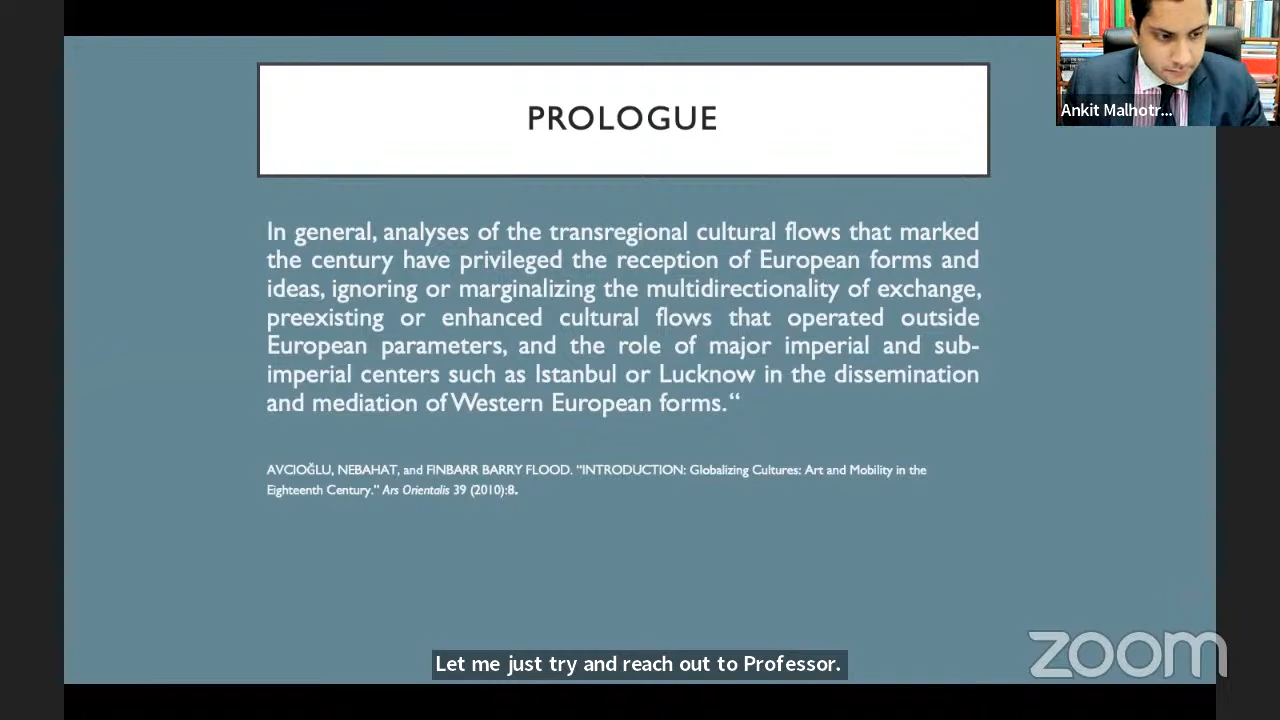 Ankit Malhotr...
PROLOGUE
In general, analyses of the transregional cultural flows that marked
the century have privileged the reception of European forms and
ideas, ignoring or marginalizing the multidirectionality of exchange,
preexisting or enhanced cultural flows that operated outside
European parameters, and the role of major imperial and sub-
imperial centers such as Istanbul or Lucknow in the dissemination
and mediation of Western European forms.“
AVCIOĞLU, NEBAHAT, and FINBARR BARRY FLOOD. “INTRODUCTION: Globalizing Cultures: Art and Mobility in the
Eighteenth Century.” Ars Orientalis 39 (2010):8.
Let me just try and reach out to Professor.
zoom